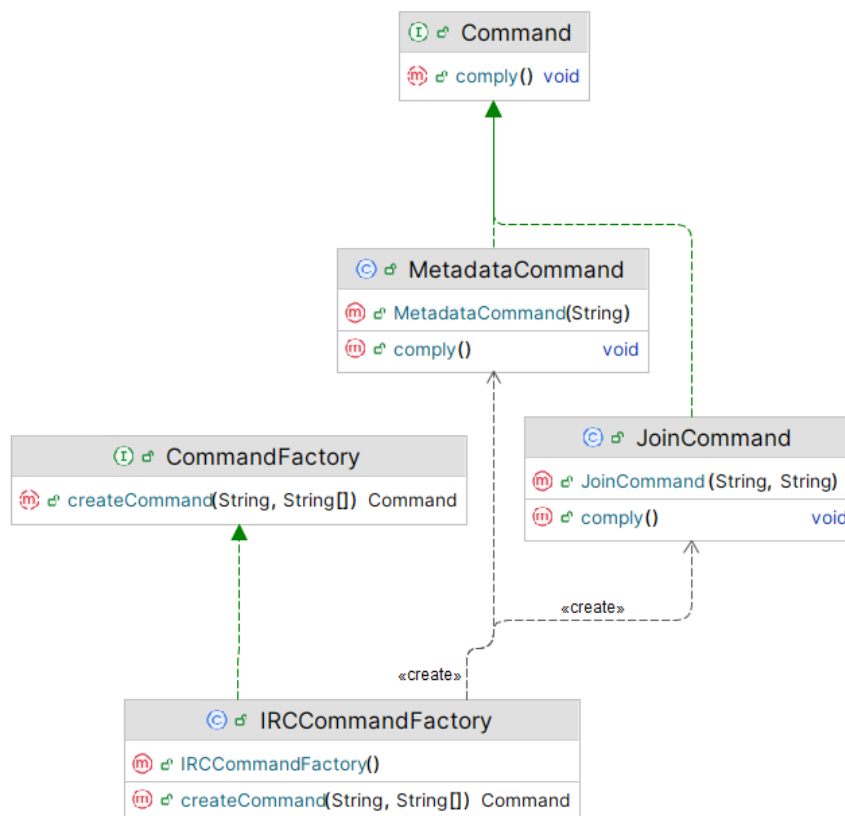 Command
comply() void
MetadataCommand
MetadataCommand(String)
comply() void
CommandFactory
createCommand(String, String[]) Command
JoinCommand
JoinCommand(String, String)
comply() void
«create»
«create»
IRCCommandFactory
IRCCommandFactory()
createCommand(String, String[]) Command